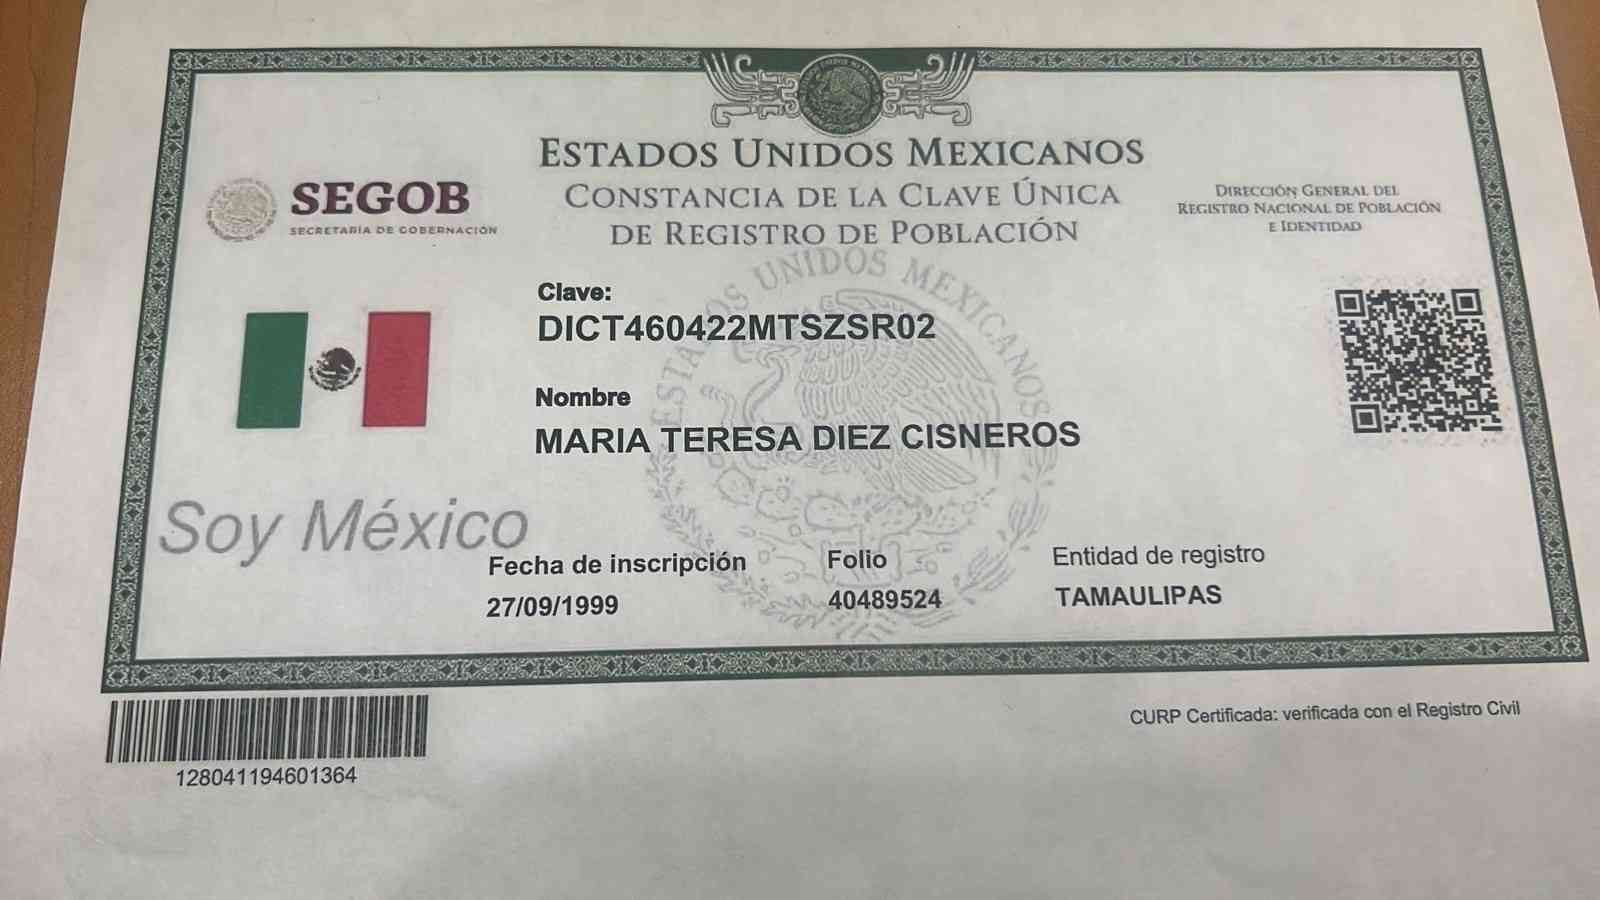 ESTADOS UNIDOS MEXICANOS
CONSTANCIA DE LA CLAVE ÚNICA
DE REGISTRO DE POBLACIÓN
SEGOB
SECRETARÍA DE GOBERNACIÓN
DIRECCIÓN GENERAL DEL
REGISTRO NACIONAL DE POBLACIÓN
E IDENTIDAD
ESTADOS UNIDOS MEXICANOS
Clave:
DICT460422MTSZSR02
Nombre
MARIA TERESA DIEZ CISNEROS
Soy México
Fecha de inscripción
27/09/1999
Folio
40489524
Entidad de registro
TAMAULIPAS
128041194601364
CURP Certificada: verificada con el Registro Civil